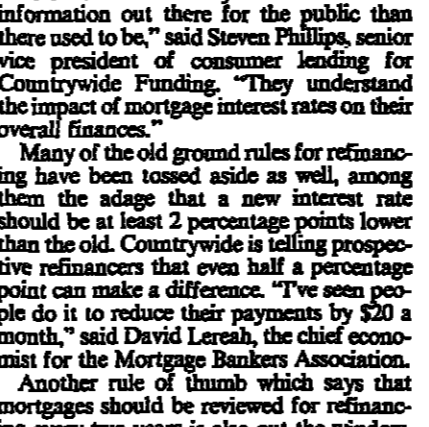 information out there for the public than
there used to be,” said Steven Phillips, senior
vice president of consumer lending for
Countrywide Funding. “They understand
the impact of mortgage interest rates on their
overall finances.”
Many of the old ground rules for refinanc-
ing have been tossed aside as well, among
them the adage that a new interest rate
should be at least 2 percentage points lower
than the old. Countrywide is telling prospec-
tive refinancers that even half a percentage
point can make a difference. “I've seen peo-
ple do it to reduce their payments by $20 a
month,” said David Lereah, the chief econo-
mist for the Mortgage Bankers Association.
Another rule of thumb which says that
mortgages should be reviewed for refinanc-